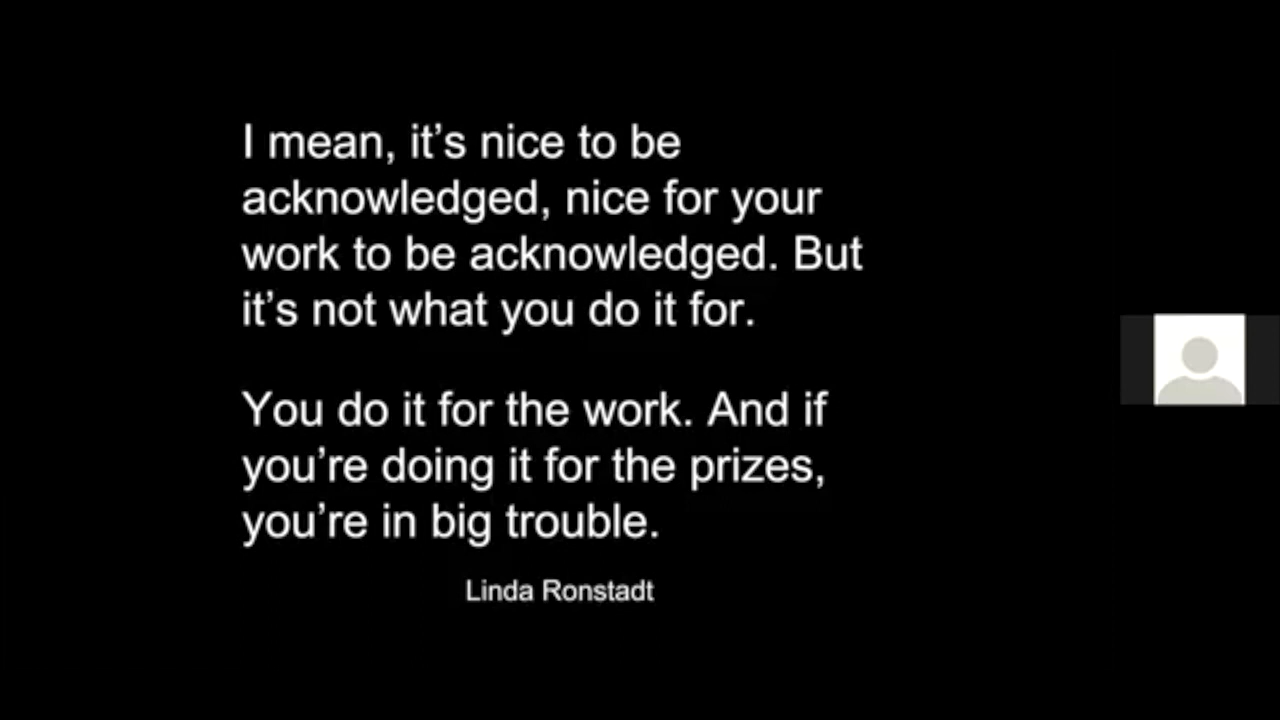 I mean, it’s nice to be
acknowledged, nice for your
work to be acknowledged. But
it’s not what you do it for.
You do it for the work. And if
you’re doing it for the prizes,
you’re in big trouble.
Linda Ronstadt